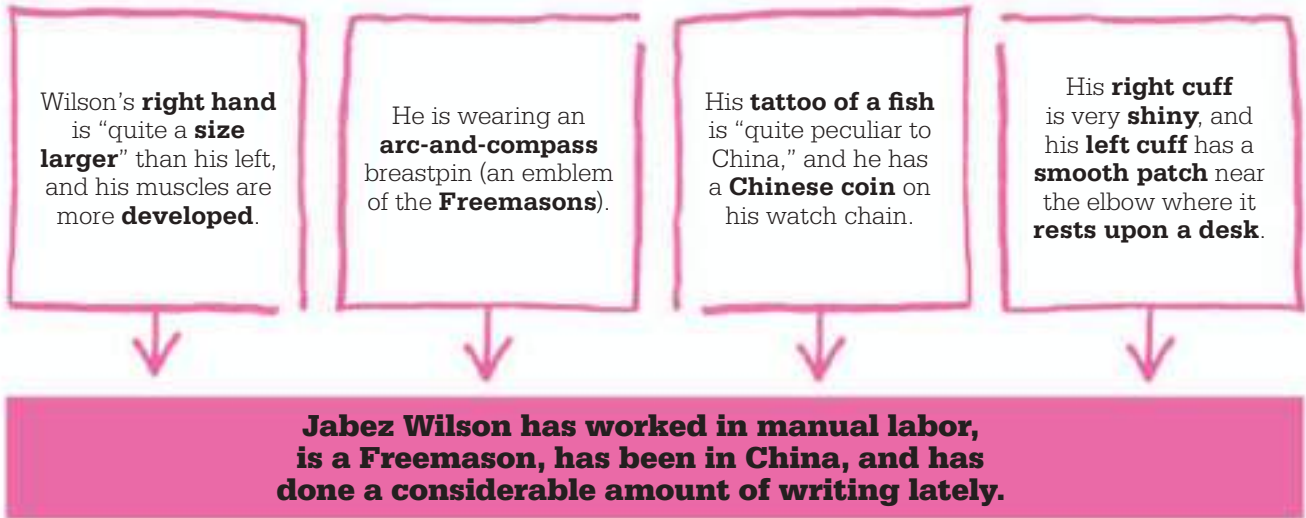 Wilson’s right hand
is “quite a size
larger” than his left,
and his muscles are
more developed.
He is wearing an
arc-and-compass
breastpin (an emblem
of the Freemasons).
His tattoo of a fish
is “quite peculiar to
China,” and he has
a Chinese coin on
his watch chain.
His right cuff
is very shiny, and
his left cuff has a
smooth patch near
the elbow where it
rests upon a desk.
Jabez Wilson has worked in manual labor,
is a Freemason, has been in China, and has
done a considerable amount of writing lately.